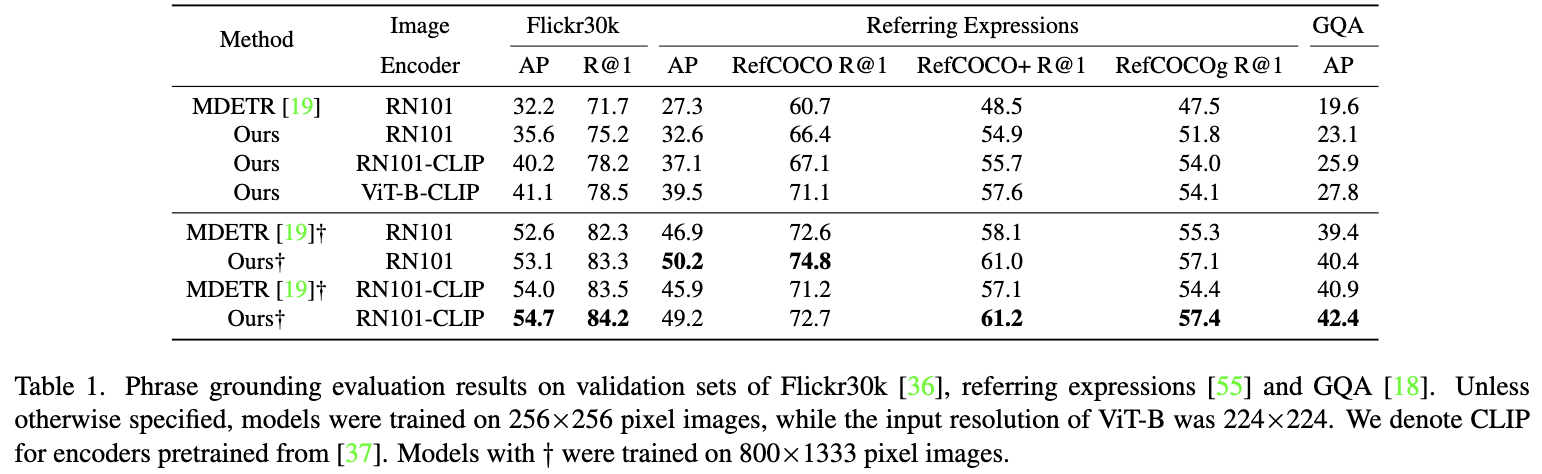 Method Image Encoder Flickr30k Referring Expressions GQA
AP R@1 AP RefCOCO R@1 RefCOCO+ R@1 RefCOCOg R@1 AP
MDETR [19] RN101 32.2 71.7 27.3 60.7 48.5 47.5 19.6
Ours RN101 35.6 75.2 32.6 66.4 54.9 51.8 23.1
Ours RN101-CLIP 40.2 78.2 37.1 67.1 55.7 54.0 25.9
Ours ViT-B-CLIP 41.1 78.5 39.5 71.1 57.6 54.1 27.8
MDETR [19]† RN101 52.6 82.3 46.9 72.6 58.1 55.3 39.4
Ours† RN101 53.1 83.3 50.2 74.8 61.0 57.1 40.4
MDETR [19]† RN101-CLIP 54.0 83.5 45.9 71.2 57.1 54.4 40.9
Ours† RN101-CLIP 54.7 84.2 49.2 72.7 61.2 57.4 42.4
Table 1. Phrase grounding evaluation results on validation sets of Flickr30k [36], referring expressions [55] and GQA [18]. Unless
otherwise specified, models were trained on 256×256 pixel images, while the input resolution of ViT-B was 224×224. We denote CLIP
for encoders pretrained from [37]. Models with † were trained on 800×1333 pixel images.